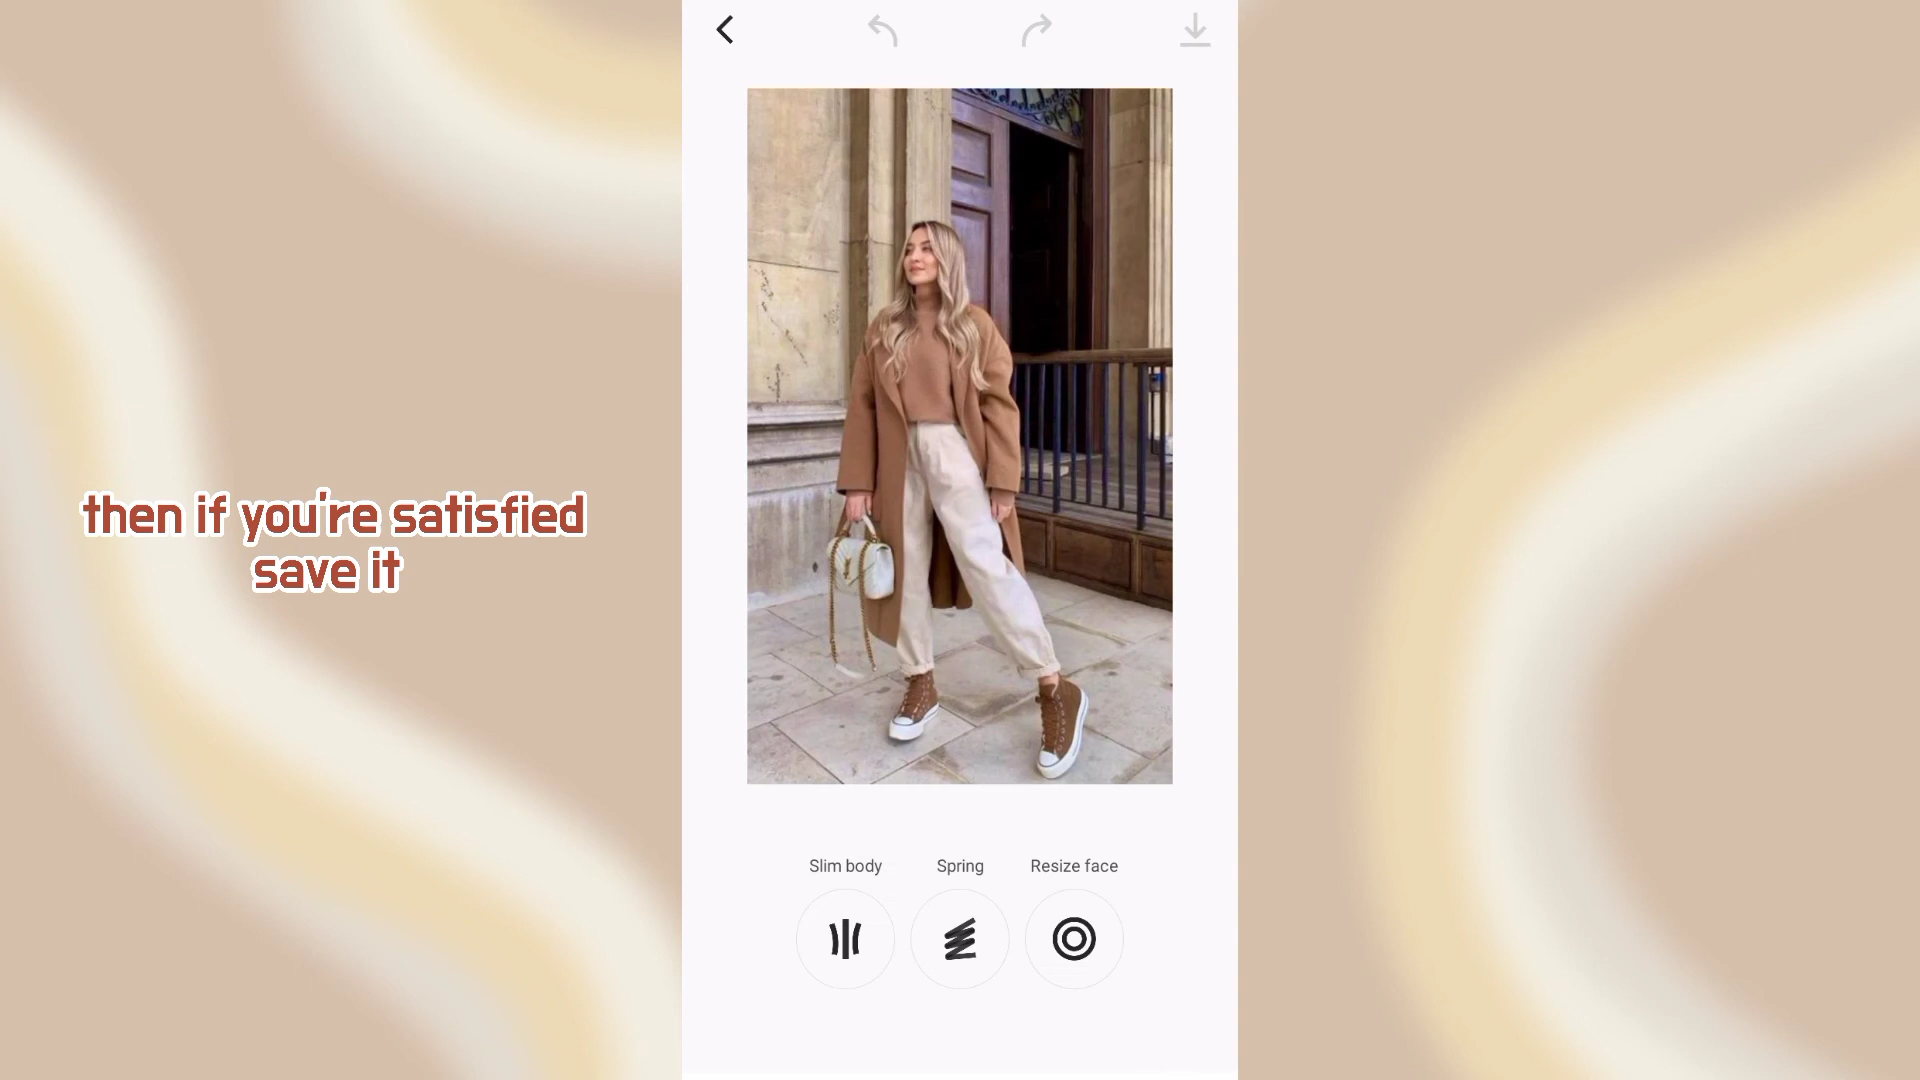 then if you're satisfied
save it
Slim body
Spring
Resize face